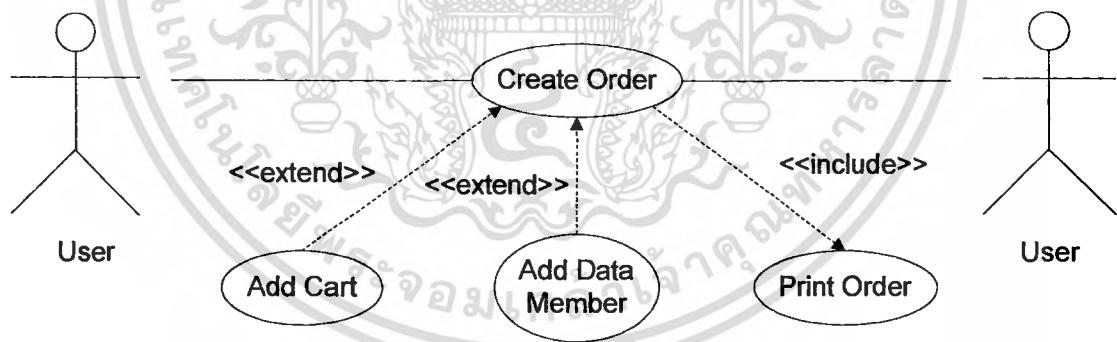 Create Order
<<extend>>
<<extend>>
<<include>>
User
User
Add Cart
Add Data
Member
Print Order